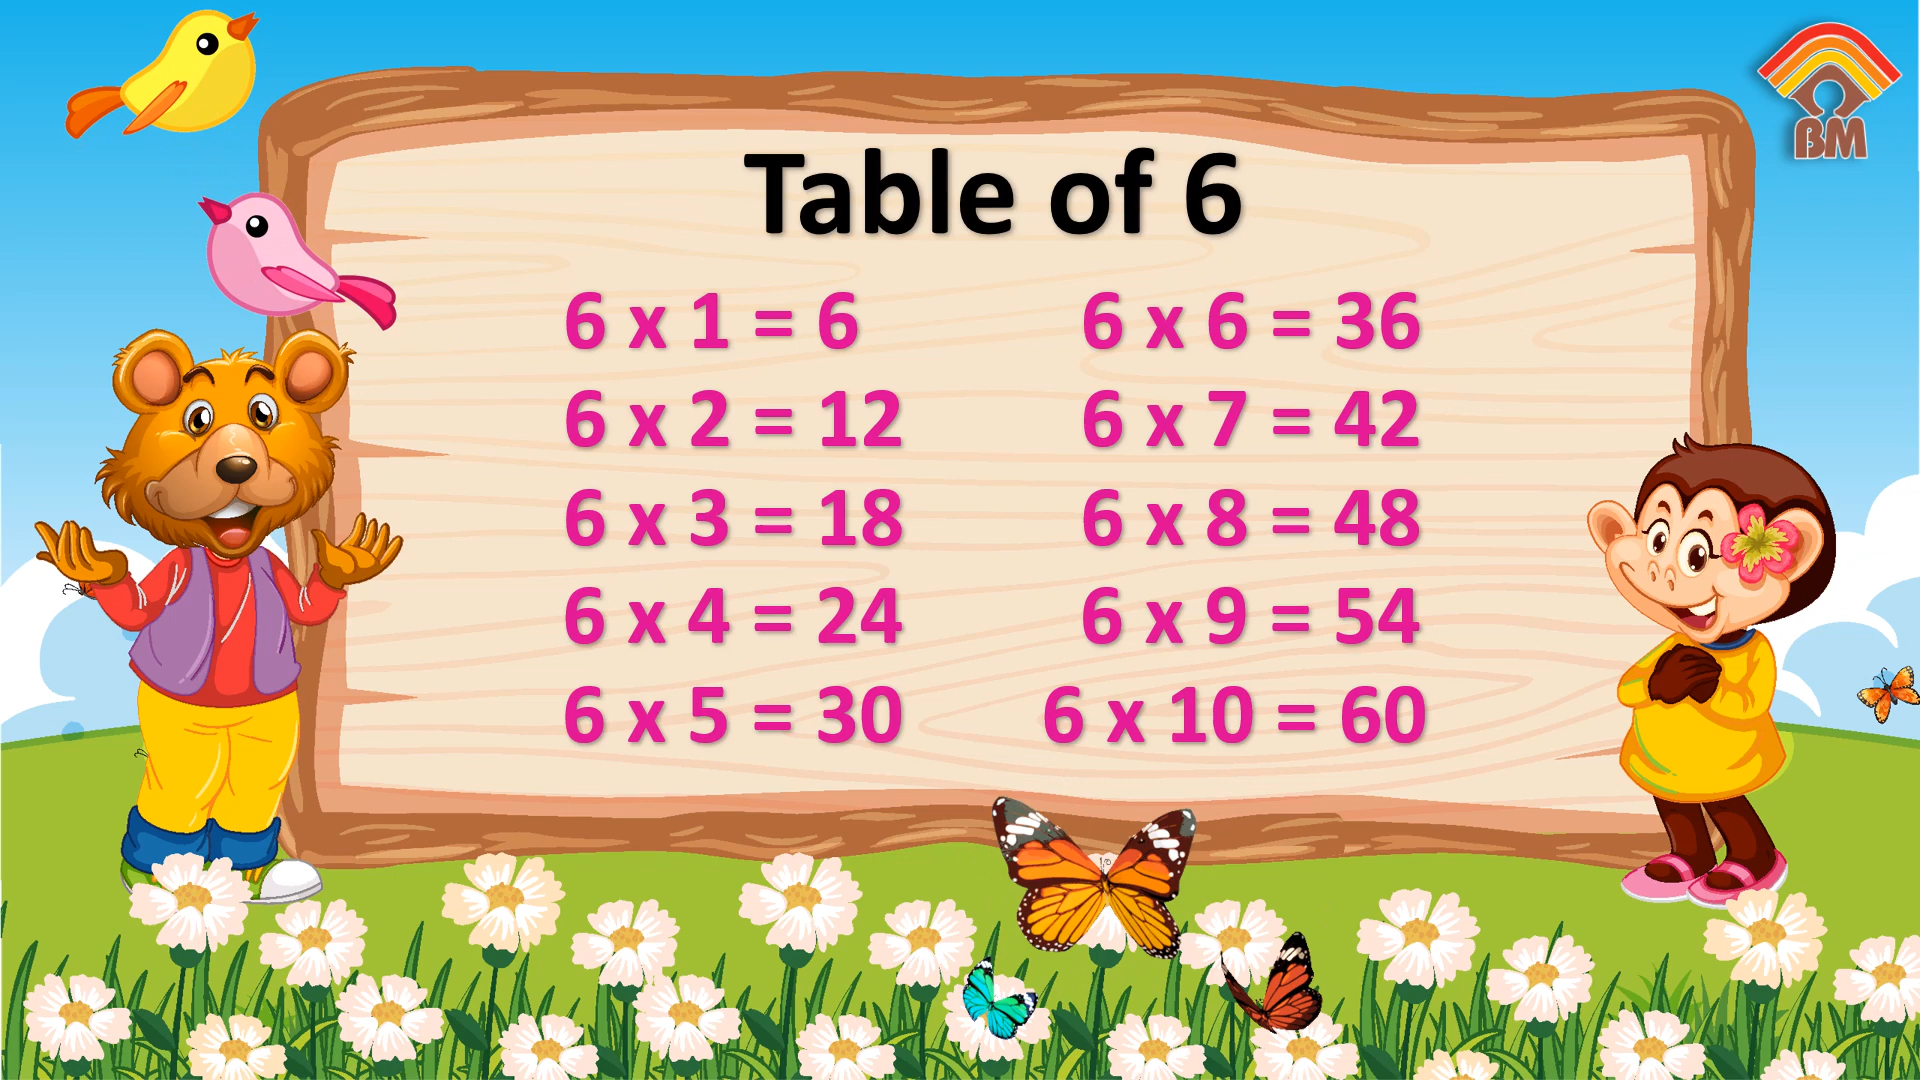 BM
Table of 6
6 x 1 = 6
6 x 2 = 12
6 x 3 = 18
6 x 4 = 24
6 x 5 = 30
6 x 6 = 36
6 x 7 = 42
6 x 8 = 48
6 x 9 = 54
6 x 10 = 60